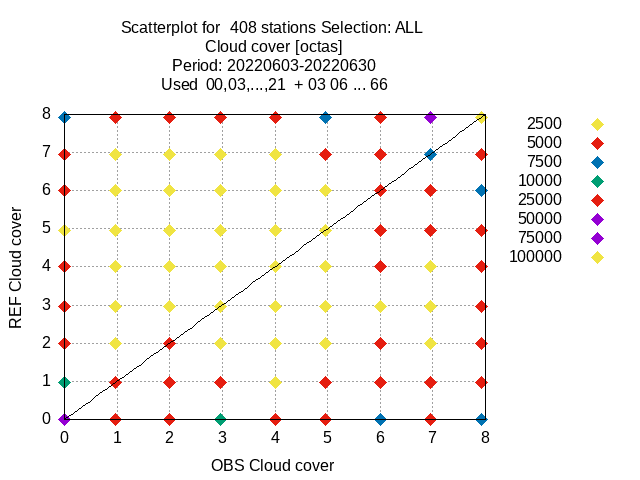 Scatterplot for  408 stations Selection: ALL
Cloud cover [octas]
Period: 20220603-20220630
Used  00,03,...,21  + 03 06 ... 66
8
7
6
5
4
3
2
1
0
REF Cloud cover
0 1 2 3 4 5 6 7 8
OBS Cloud cover
2500
5000
7500
10000
25000
50000
75000
100000